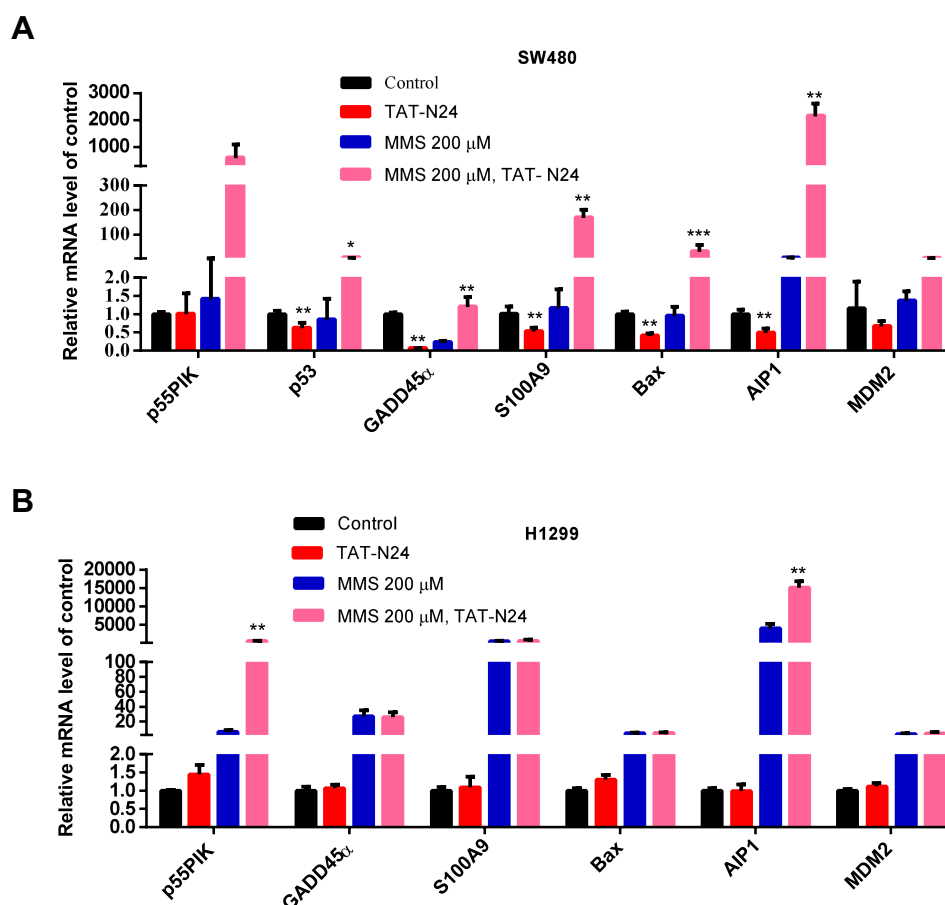 A
SW480
Control
TAT-N24
MMS 200 μM
MMS 200 μM, TAT- N24
Relative mRNA level of control
3000
2000
1000
300
200
100
2.0
1.5
1.0
0.5
0.0
**
**
*
**
**
**
**
***
**
**
p55PIK
p53
GADD45α
S100A9
Bax
AIP1
MDM2
B
H1299
Control
TAT-N24
MMS 200 μM
MMS 200 μM, TAT-N24
Relative mRNA level of control
20000
15000
10000
5000
100
80
60
40
20
2.0
1.5
1.0
0.5
0.0
**
**
p55PIK
GADD45α
S100A9
Bax
AIP1
MDM2